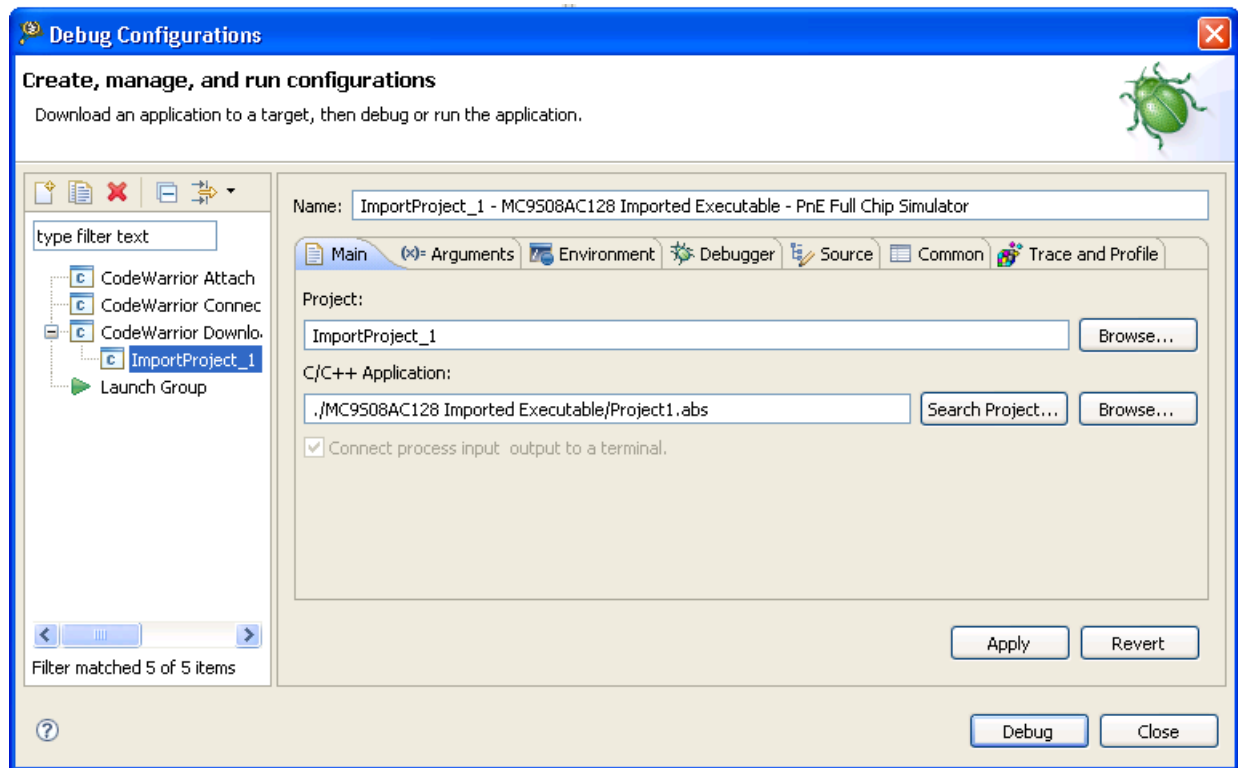 Debug Configurations
Create, manage, and run configurations
Download an application to a target, then debug or run the application.
type filter text
CodeWarrior Attach
CodeWarrior Connec
CodeWarrior Downlo
ImportProject_1
Launch Group
Filter matched 5 of 5 items
Name: ImportProject_1 - MC9S08AC128 Imported Executable - PnE Full Chip Simulator
Main (x)= Arguments Environment Debugger Source Common Trace and Profile
Project:
ImportProject_1 Browse...
C/C++ Application:
./MC9S08AC128 Imported Executable/Project1.abs Search Project... Browse...
Connect process input output to a terminal.
Apply Revert
Debug Close